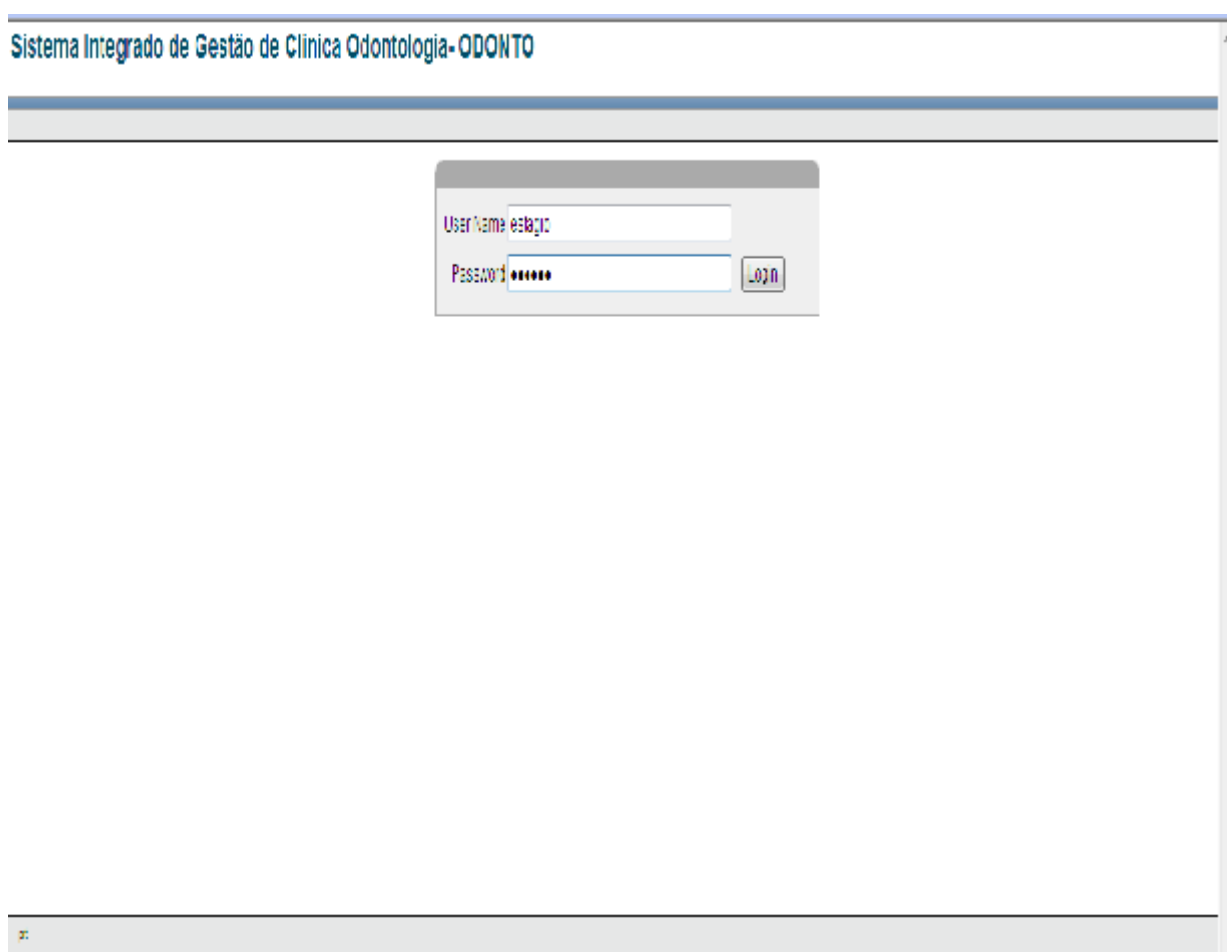 Sistema Integrado de Gestão de Clinica Odontologia- ODONTO
User Name estagio
Password ••••••
Login